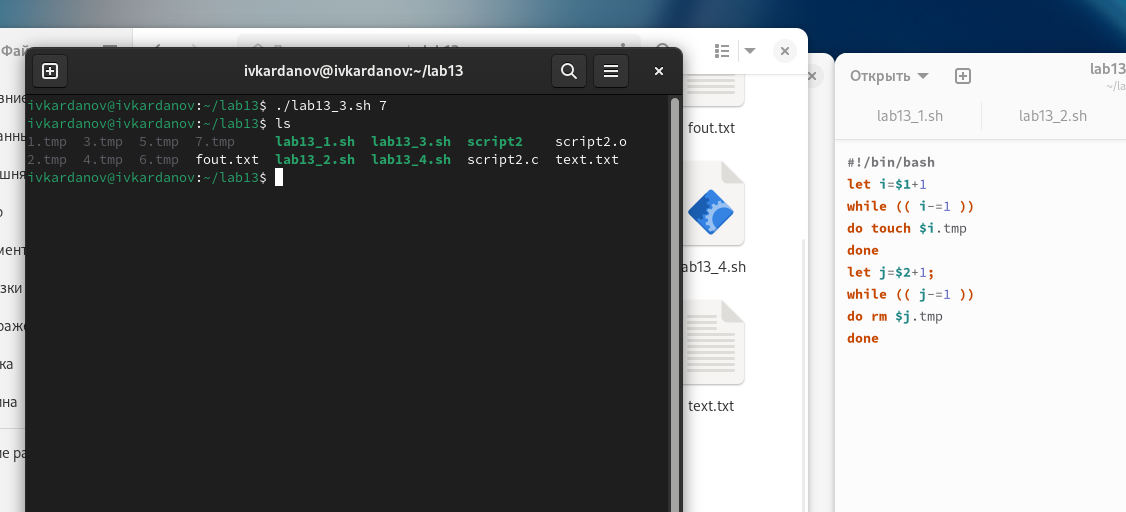 Фай
ivkardanov@ivkardanov:~/lab13
ivkardanov@ivkardanov:~/lab13$ ./lab13_3.sh 7
ivkardanov@ivkardanov:~/lab13$ ls
1.tmp 3.tmp 5.tmp 7.tmp lab13_1.sh lab13_3.sh script2 script2.o
2.tmp 4.tmp 6.tmp fout.txt lab13_2.sh lab13_4.sh script2.c text.txt
ivkardanov@ivkardanov:~/lab13$
fout.txt
ab13_4.sh
text.txt
Открыть
lab13
~/la
lab13_1.sh
lab13_2.sh
#!/bin/bash
let i=$1+1
while (( i-=1 ))
do touch $i.tmp
done
let j=$2+1;
while (( j-=1 ))
do rm $j.tmp
done